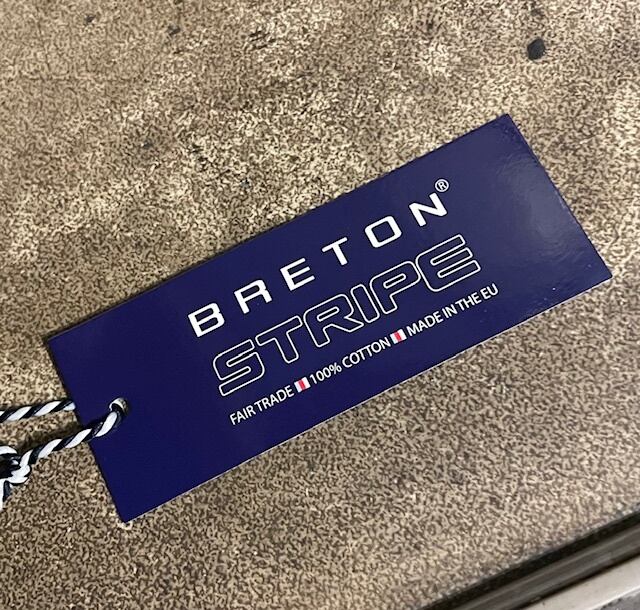 BRETON®
STRIPE
FAIR TRADE 100% COTTON MADE IN THE EU